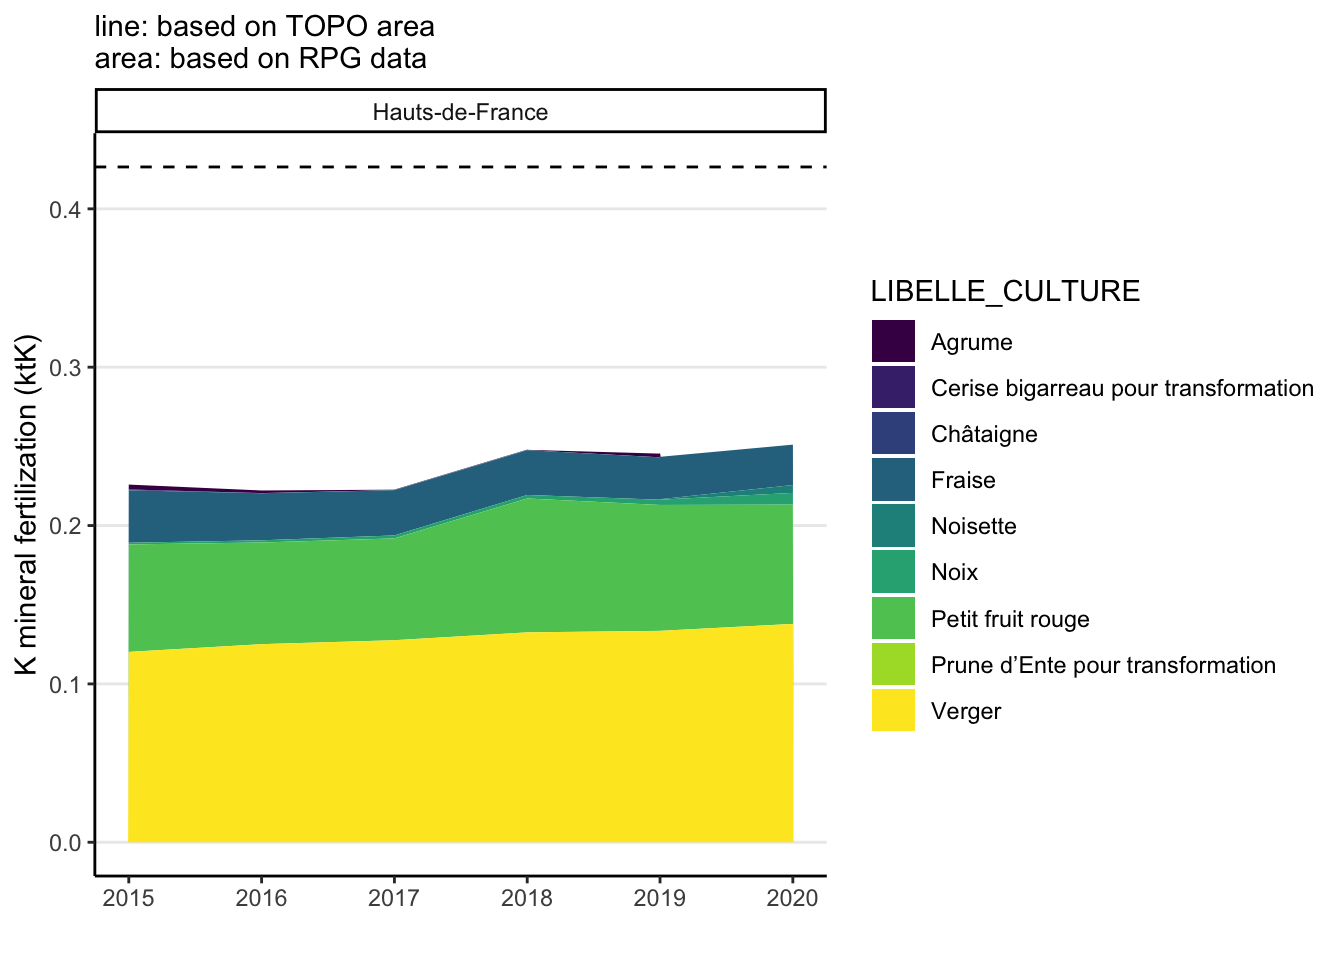 line: based on TOPO area
area: based on RPG data
Hauts-de-France
K mineral fertilization (ktK)
0.4
0.3
0.2
0.1
0.0
2015 2016 2017 2018 2019 2020
LIBELLE_CULTURE
Agrume
Cerise bigarreau pour transformation
Châtaigne
Fraise
Noisette
Noix
Petit fruit rouge
Prune d’Ente pour transformation
Verger